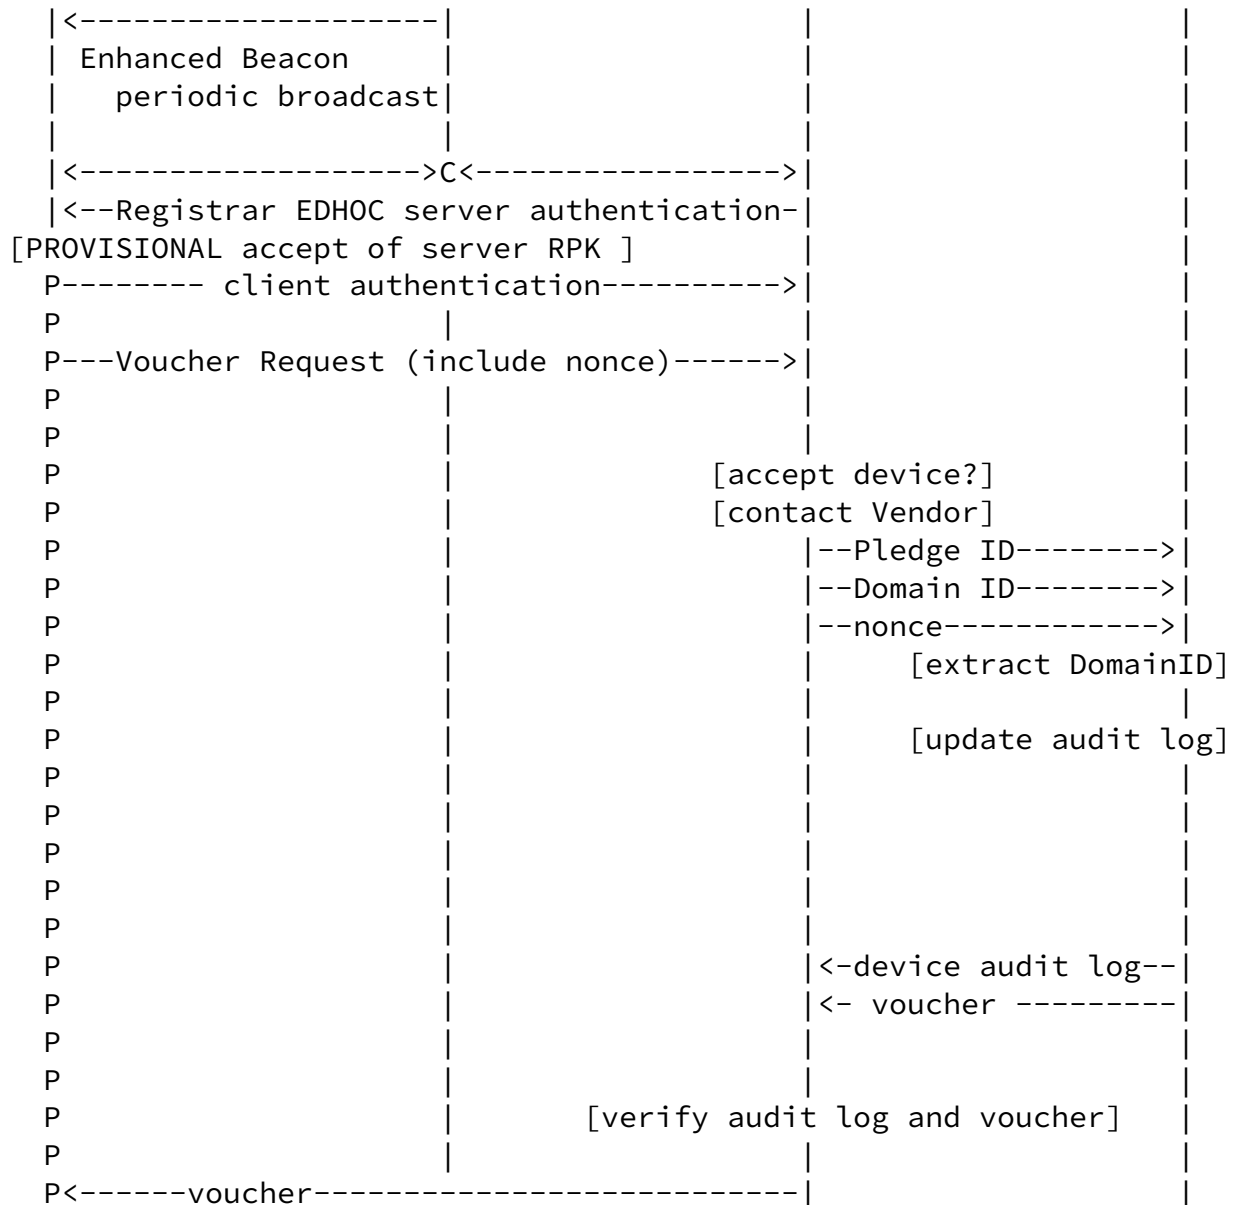 |<--------------------|                   |                    |
| Enhanced Beacon     |                   |                    |
|   periodic broadcast|                   |                    |
|                     |                   |                    |
|<------------------->C<----------------->|                    |
|<--Registrar EDHOC server authentication-|                    |
[PROVISIONAL accept of server RPK ]         |                    |
P-------- client authentication---------->|                    |
P                     |                   |                    |
P---Voucher Request (include nonce)------>|                    |
P                     |                   |                    |
P                     |                   |                    |
P                     |              [accept device?]          |
P                     |              [contact Vendor]          |
P                     |                   |--Pledge ID-------->|
P                     |                   |--Domain ID-------->|
P                     |                   |--nonce------------>|
P                     |                   |     [extract DomainID]
P                     |                   |                    |
P                     |                   |     [update audit log]
P                     |                   |                    |
P                     |                   |                    |
P                     |                   |                    |
P                     |                   |                    |
P                     |                   |                    |
P                     |                   |<-device audit log--|
P                     |                   |<- voucher ---------|
P                     |                   |                    |
P                     |                   |                    |
P                     |       [verify audit log and voucher]   |
P                     |                   |                    |
P<------voucher---------------------------|                    |